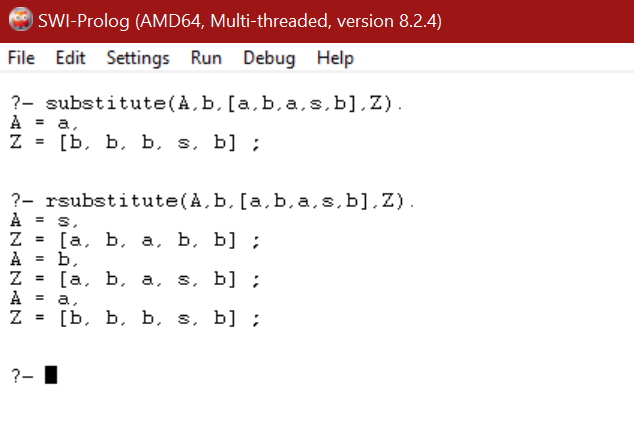 SWI-Prolog (AMD64, Multi-threaded, version 8.2.4)
File Edit Settings Run Debug Help
?- substitute(A,b,[a,b,a,s,b],Z).
A = a,
Z = [b, b, b, s, b] ;
?- rsubstitute(A,b,[a,b,a,s,b],Z).
A = s,
Z = [a, b, a, b, b] ;
A = b,
Z = [a, b, a, s, b] ;
A = a,
Z = [b, b, b, s, b] ;
?-